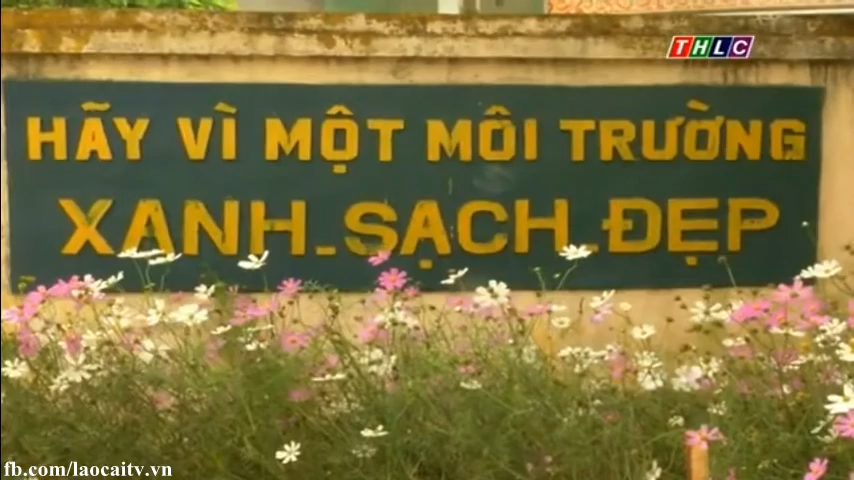 THLC
HÃY VÌ MỘT MÔI TRƯỜNG
XANH_SẠCH_ĐẸP
fb.com/laocaitv.vn